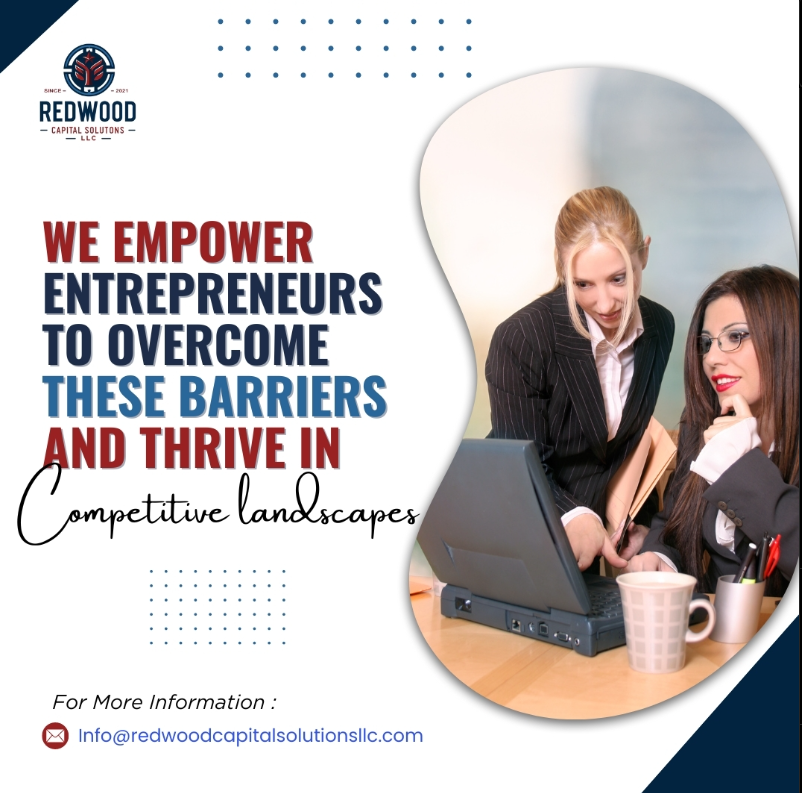 SINCE - - 2021
REDWOOD
CAPITAL SOLUTONS
LLC
WE EMPOWER
ENTREPRENEURS
TO OVERCOME
THESE BARRIERS
AND THRIVE IN
Competitive landscapes
For More Information :
Info@redwoodcapitalsolutionsllc.com